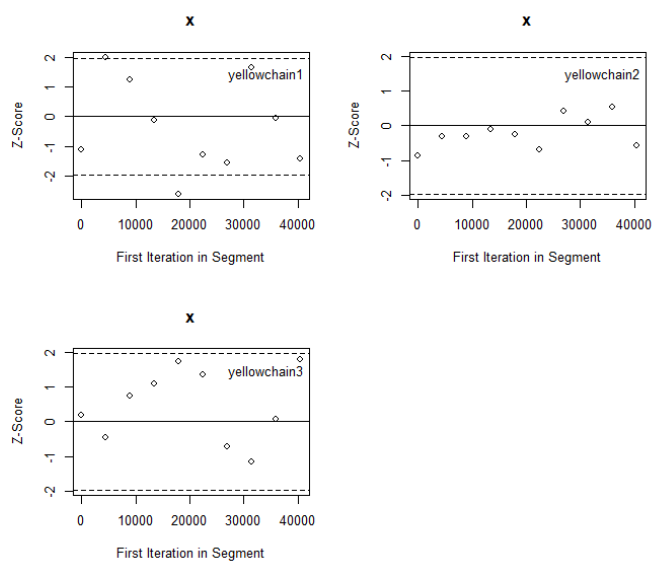 x
yellowchain1
Z-Score
2
1
0
-1
-2
0 10000 20000 30000 40000
First Iteration in Segment
x
yellowchain2
Z-Score
2
1
0
-1
-2
0 10000 20000 30000 40000
First Iteration in Segment
x
yellowchain3
Z-Score
2
1
0
-1
-2
0 10000 20000 30000 40000
First Iteration in Segment